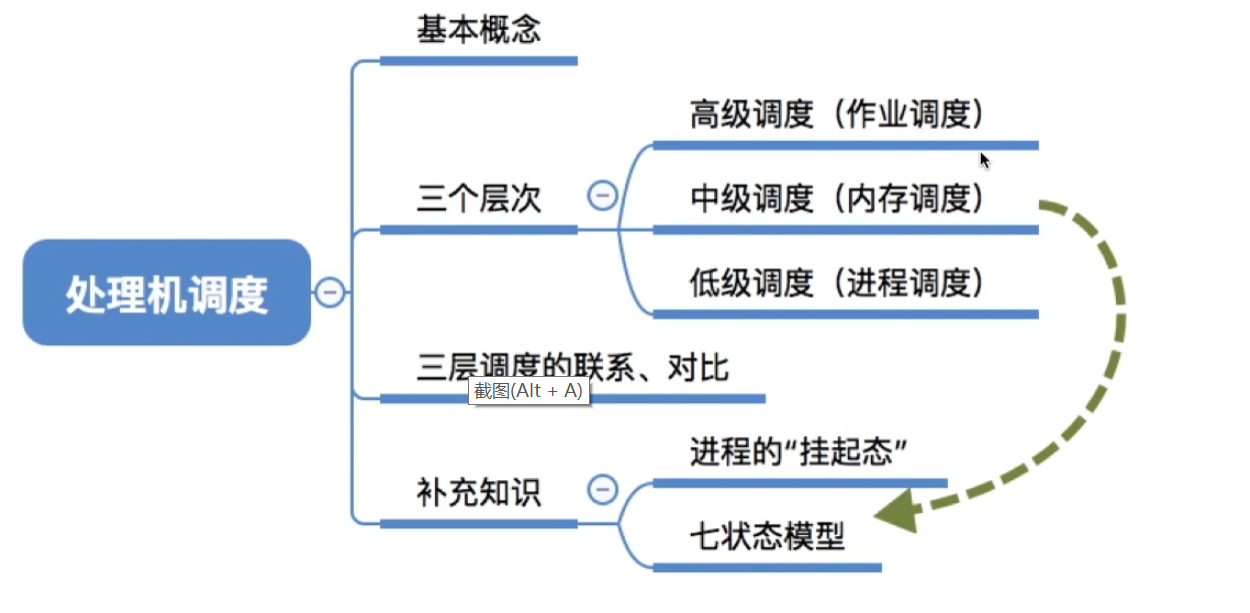 基本概念
高级调度（作业调度）
三个层次
中级调度（内存调度）
低级调度（进程调度）
处理机调度
三层调度的联系、对比
截图(Alt + A)
进程的“挂起态”
补充知识
七状态模型